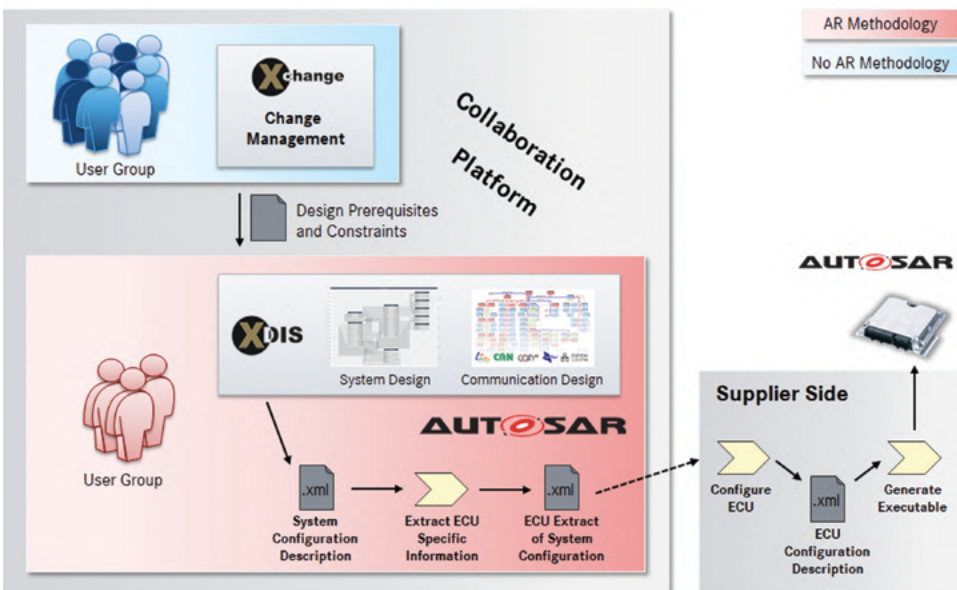 AR Methodology
No AR Methodology
Xchange
Change
Management
User Group
Collaboration
Platform
Design Prerequisites
and Constraints
XDIS
System Design
Communication Design
CAN
User Group
AUTOSAR
.xml
.xml
System
Configuration
Description
Extract ECU
Specific
Information
ECU Extract
of System
Configuration
AUTOSAR
Supplier Side
Configure
ECU
.xml
ECU
Configuration
Description
Generate
Executable